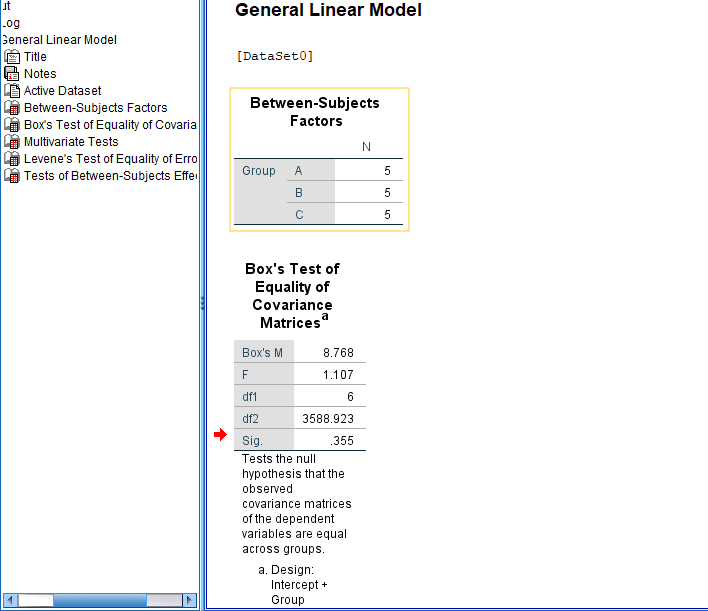 ut
Log
General Linear Model
Title
Notes
Active Dataset
Between-Subjects Factors
Box's Test of Equality of Covaria
Multivariate Tests
Levene's Test of Equality of Erro
Tests of Between-Subjects Effe
General Linear Model
[DataSet0]
Between-Subjects
Factors
N
Group A 5
B 5
C 5
Box's Test of
Equality of
Covariance
Matricesa
Box's M 8.768
F 1.107
df1 6
df2 3588.923
Sig. .355
Tests the null
hypothesis that the
observed
covariance matrices
of the dependent
variables are equal
across groups.
a. Design:
Intercept +
Group